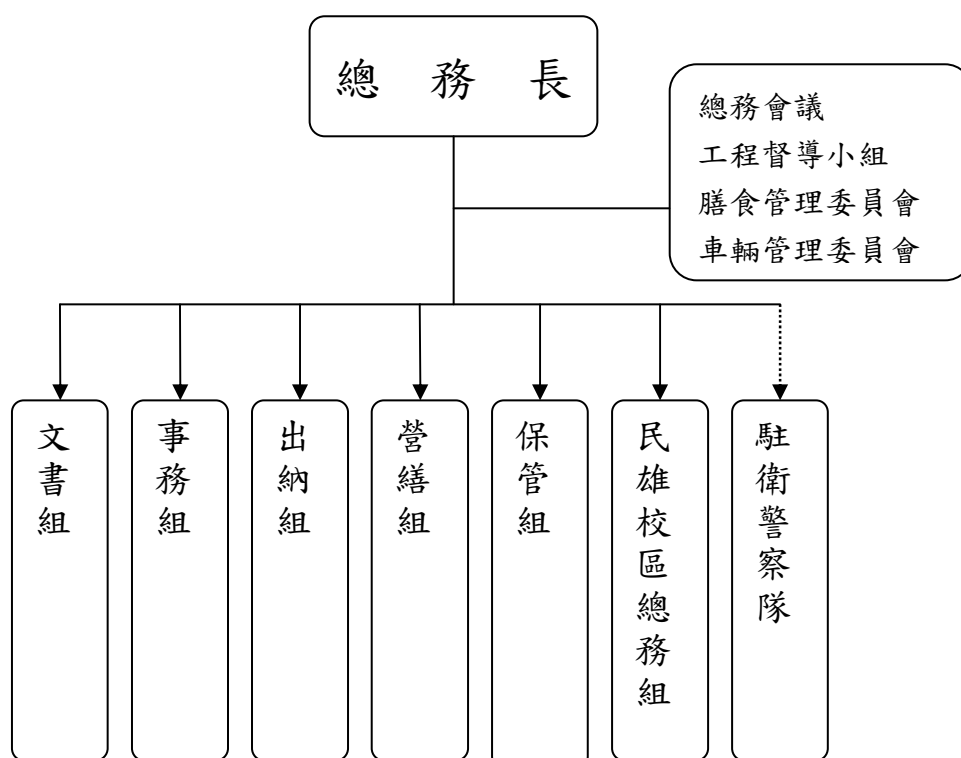 總務長
總務會議
工程督導小組
膳食管理委員會
車輛管理委員會
文書組
事務組
出納組
營繕組
保管組
民雄校區總務組
駐衛警察隊